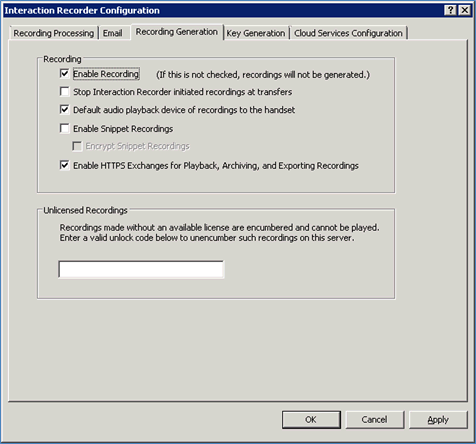 Interaction Recorder Configuration
Recording Processing Email Recording Generation Key Generation Cloud Services Configuration
Recording
Enable Recording (If this is not checked, recordings will not be generated.)
Stop Interaction Recorder initiated recordings at transfers
Default audio playback device of recordings to the handset
Enable Snippet Recordings
Encrypt Snippet Recordings
Enable HTTPS Exchanges for Playback, Archiving, and Exporting Recordings
Unlicensed Recordings
Recordings made without an available license are encumbered and cannot be played.
Enter a valid unlock code below to unencumber such recordings on this server.
OK Cancel Apply